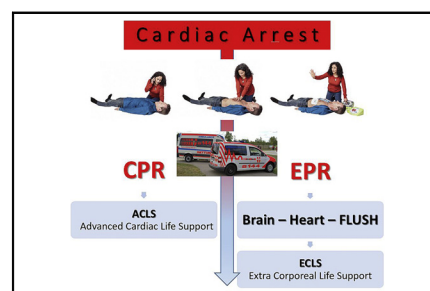 Cardiac Arrest
CPR
EPR
ACLS
Advanced Cardiac Life Support
Brain – Heart – FLUSH
ECLS
Extra Corporeal Life Support